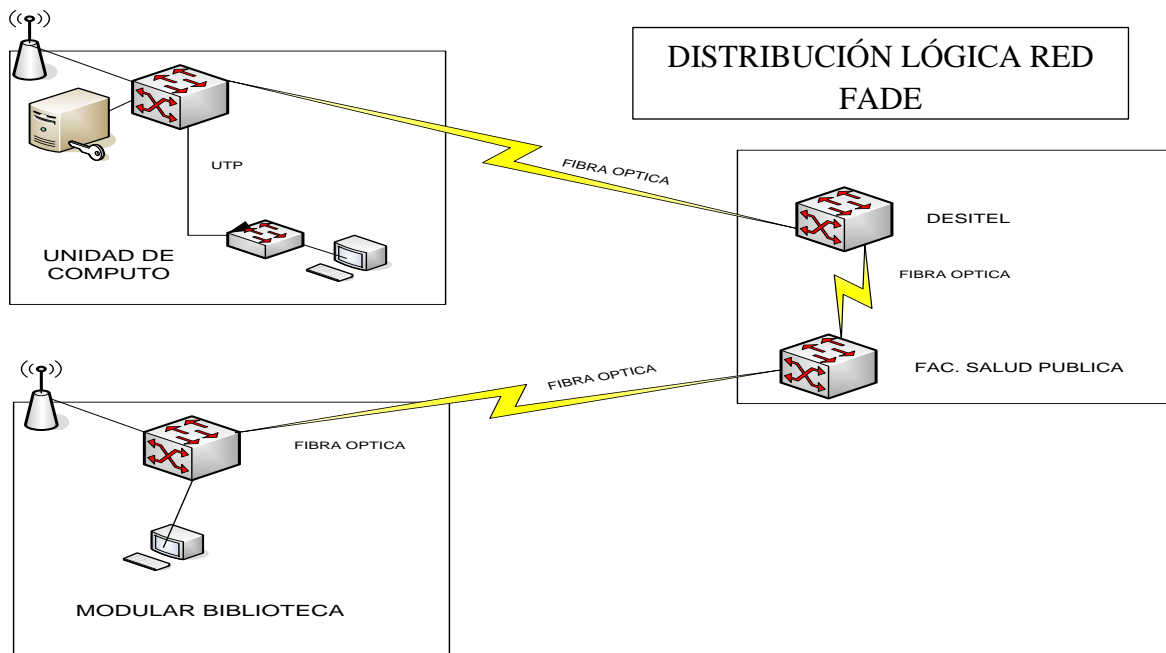 DISTRIBUCIÓN LÓGICA RED
FADE
UTP
FIBRA OPTICA
DESITEL
UNIDAD DE
COMPUTO
FIBRA OPTICA
FAC. SALUD PUBLICA
FIBRA OPTICA
FIBRA OPTICA
MODULAR BIBLIOTECA